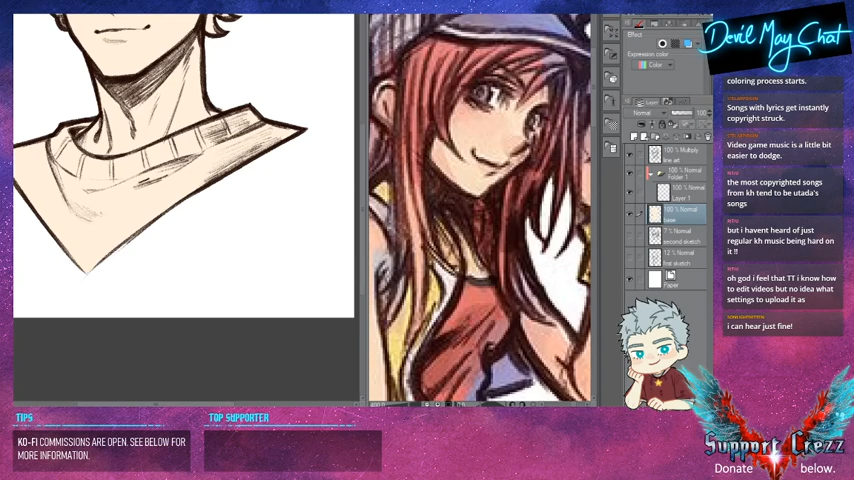 Effect
Expression color
Color
Layer
Normal
100
100 % Multiply
line art
100 % Normal
Folder 1
100 % Normal
Layer 1
100 % Normal
base
7 % Normal
second sketch
12 % Normal
first sketch
Paper
Devil May Chat
coloring process starts.
Songs with lyrics get instantly
copyright struck.
Video game music is a little bit
easier to dodge.
the most copyrighted songs
from kh tend to be utada's
songs
but i havent heard of just
regular kh music being hard on
it !!
oh god i feel that TT i know how
to edit videos but no idea what
settings to upload it as
i can hear just fine!
TIPS
TOP SUPPORTER
KO-FI COMMISSIONS ARE OPEN. SEE BELOW FOR
MORE INFORMATION.
Support Crezz
Donate below.